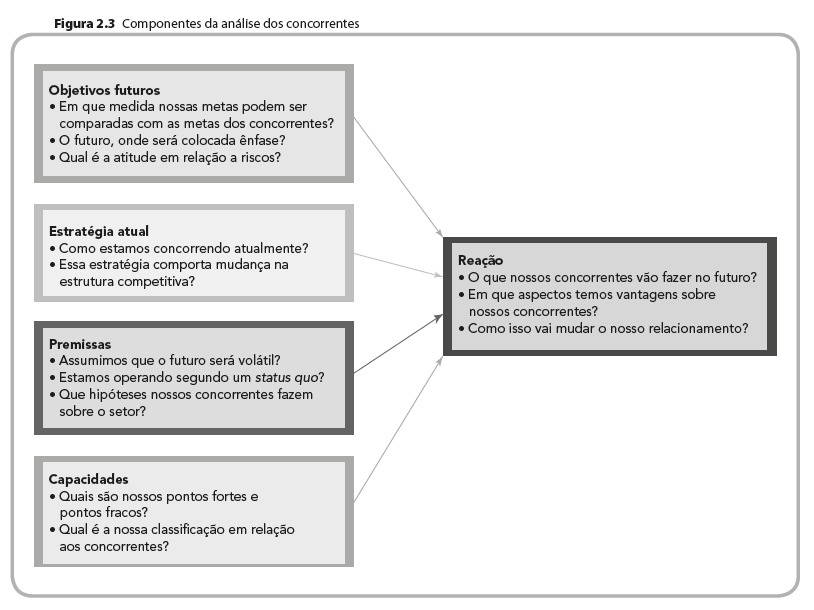 Figura 2.3 Componentes da análise dos concorrentes
Objetivos futuros
• Em que medida nossas metas podem ser
comparadas com as metas dos concorrentes?
• O futuro, onde será colocada ênfase?
• Qual é a atitude em relação a riscos?
Estratégia atual
• Como estamos concorrendo atualmente?
• Essa estratégia comporta mudança na
estrutura competitiva?
Premissas
• Assumimos que o futuro será volátil?
• Estamos operando segundo um status quo?
• Que hipóteses nossos concorrentes fazem
sobre o setor?
Capacidades
• Quais são nossos pontos fortes e
pontos fracos?
• Qual é a nossa classificação em relação
aos concorrentes?
Reação
• O que nossos concorrentes vão fazer no futuro?
• Em que aspectos temos vantagens sobre
nossos concorrentes?
• Como isso vai mudar o nosso relacionamento?